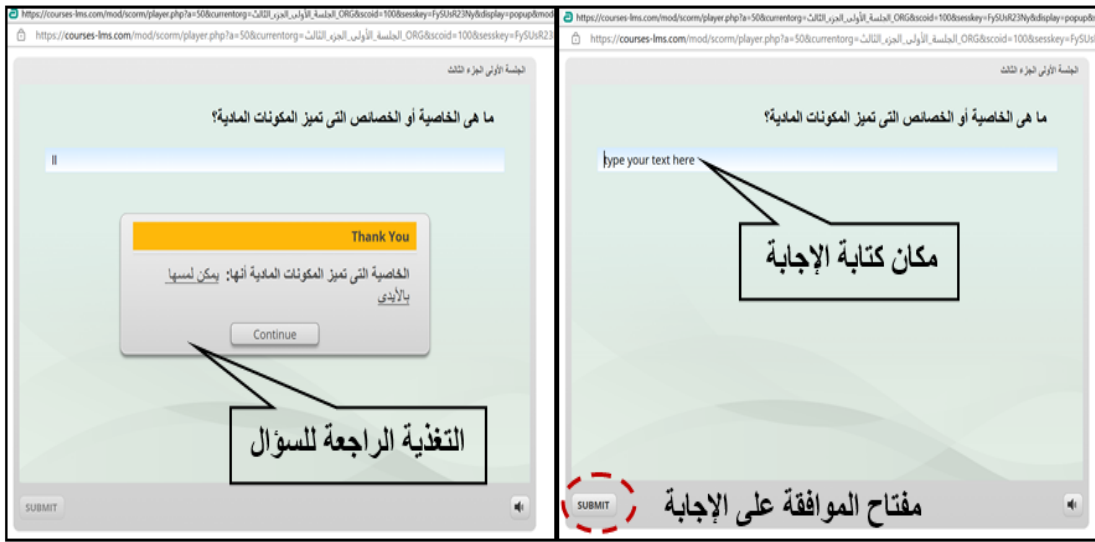 https://courses-lms.com/mod/scorm/player.php?a=50&currentorg=الجلسة_الأولى_الجزء_الثالث_ORG&scoid=100&sesskey=FySUsR23Ny&display=popup&mod
https://courses-lms.com/mod/scorm/player.php?a=50&currentorg=الجلسة_الأولى_الجزء_الثالث_ORG&scoid=100&sesskey=FySUsR23
الجلسة الأولى الجزء الثالث
ما هى الخاصية أو الخصائص التى تميز المكونات المادية؟
ll
Thank You
الخاصية التى تميز المكونات المادية أنها: يمكن لمسها
بالأيدى
Continue
التغذية الراجعة للسؤال
SUBMIT
https://courses-lms.com/mod/scorm/player.php?a=50&currentorg=الجلسة_الأولى_الجزء_الثالث_ORG&scoid=100&sesskey=FySUsR23Ny&display=popup&
https://courses-lms.com/mod/scorm/player.php?a=50&currentorg=الجلسة_الأولى_الجزء_الثالث_ORG&scoid=100&sesskey=FySUs
الجلسة الأولى الجزء الثالث
ما هى الخاصية أو الخصائص التى تميز المكونات المادية؟
type your text here
مكان كتابة الإجابة
SUBMIT
مفتاح الموافقة على الإجابة